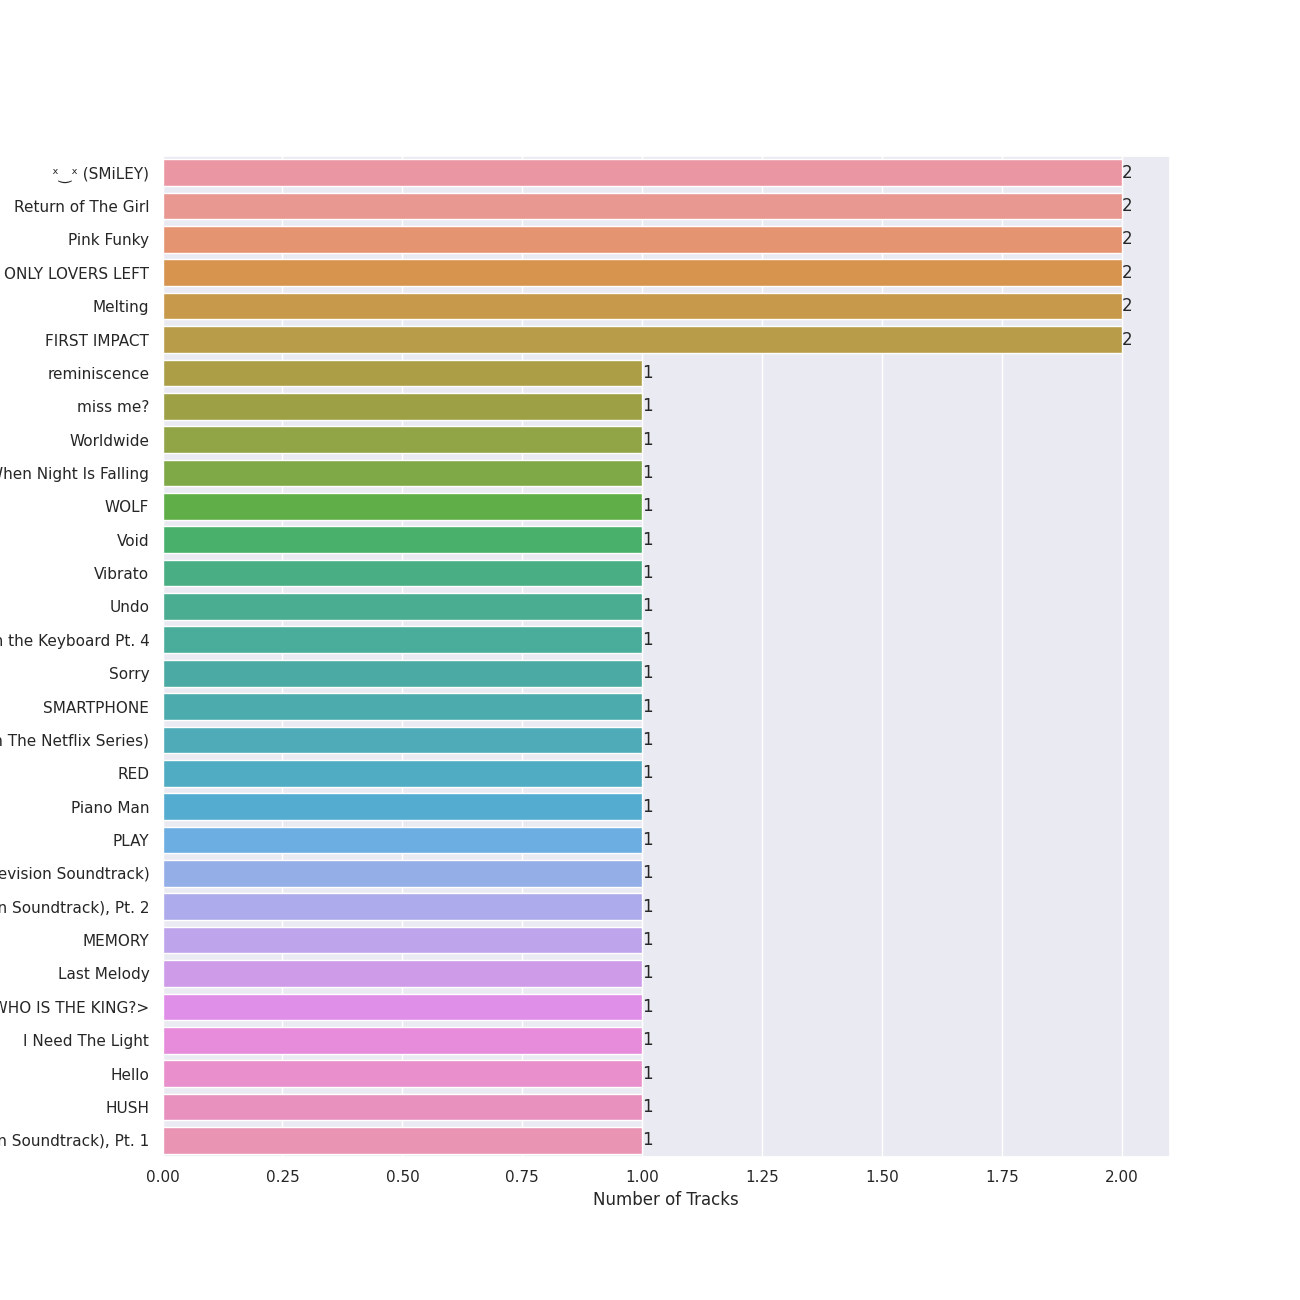 ˣ‿ˣ (SMiLEY) 2
Return of The Girl 2
Pink Funky 2
ONLY LOVERS LEFT 2
Melting 2
FIRST IMPACT 2
reminiscence 1
miss me? 1
Worldwide 1
Night Is Falling 1
WOLF 1
Void 1
Vibrato 1
Undo 1
the Keyboard Pt. 4 1
Sorry 1
SMARTPHONE 1
The Netflix Series) 1
RED 1
Piano Man 1
PLAY 1
Soundtrack) 1
Soundtrack), Pt. 2 1
MEMORY 1
Last Melody 1
WHO IS THE KING?> 1
I Need The Light 1
Hello 1
HUSH 1
Soundtrack), Pt. 1 1
0.00 0.25 0.50 0.75 1.00 1.25 1.50 1.75 2.00
Number of Tracks